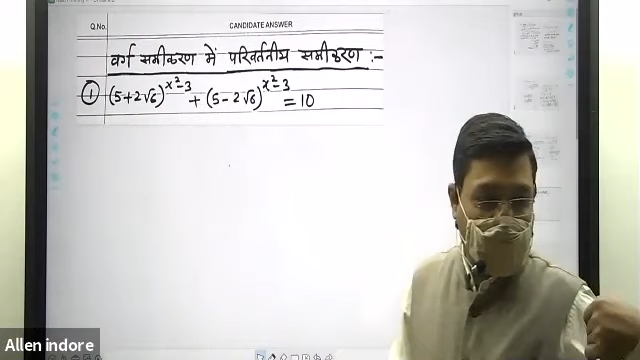 Q.No. CANDIDATE ANSWER
वर्ग समीकरण में परिवर्तनीय समीकरण :-
① (5+2√6)^(x²-3) + (5-2√6)^(x²-3) = 10
Allen indore